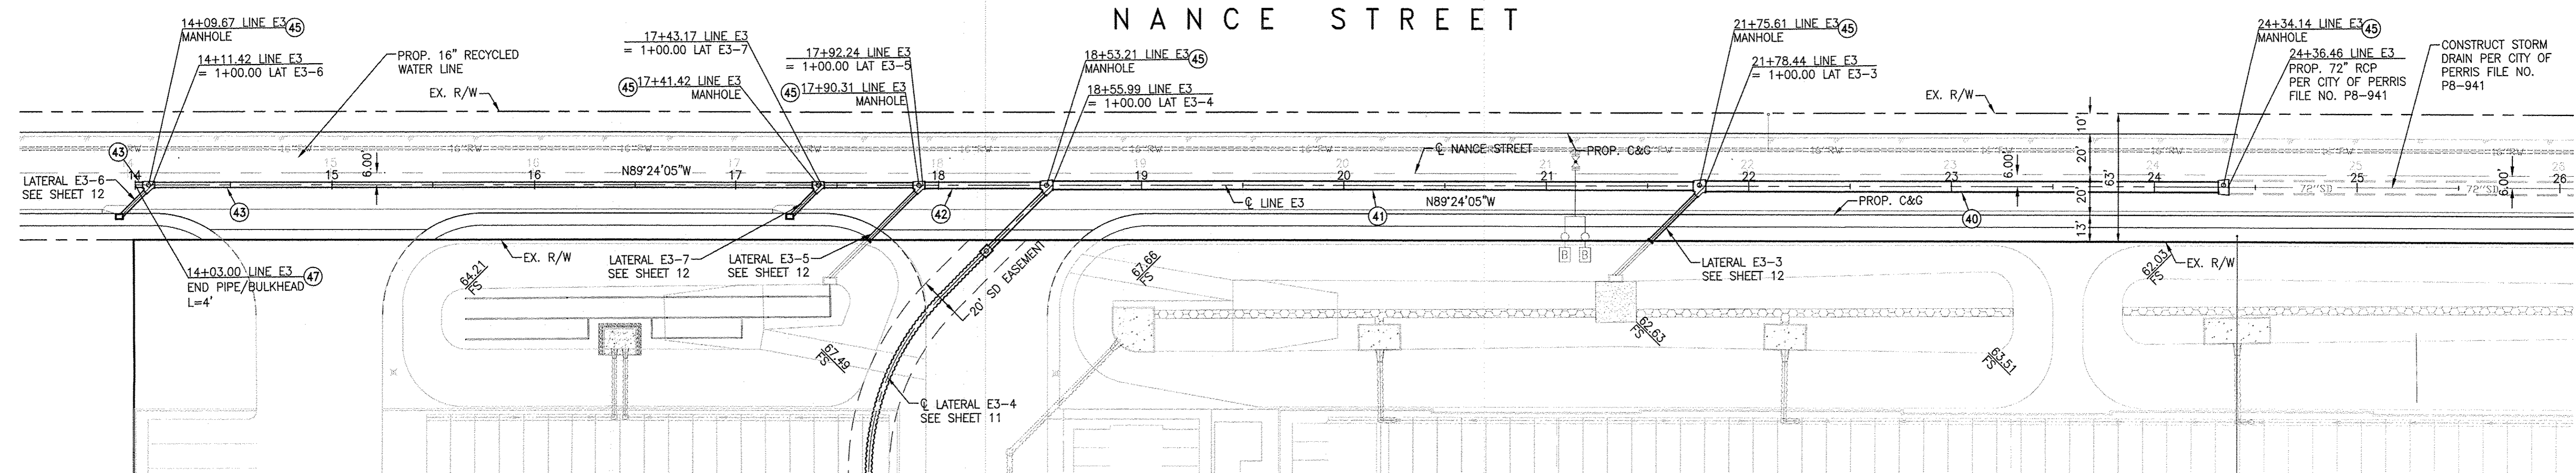 NANCE STREET
14+09.67 LINE E3 45
MANHOLE
14+11.42 LINE E3
= 1+00.00 LAT E3-6
PROP. 16" RECYCLED
WATER LINE
EX. R/W
17+43.17 LINE E3
= 1+00.00 LAT E3-7
45 17+41.42 LINE E3
MANHOLE
17+92.24 LINE E3
= 1+00.00 LAT E3-5
45 17+90.31 LINE E3
MANHOLE
18+53.21 LINE E3 45
MANHOLE
18+55.99 LINE E3
= 1+00.00 LAT E3-4
21+75.61 LINE E3 45
MANHOLE
21+78.44 LINE E3
= 1+00.00 LAT E3-3
EX. R/W
24+34.14 LINE E3 45
MANHOLE
24+36.46 LINE E3
PROP. 72" RCP
PER CITY OF PERRIS
FILE NO. P8-941
CONSTRUCT STORM
DRAIN PER CITY OF
PERRIS FILE NO.
P8-941
10'
20'
63'
20'
13'
43
14 15 16 17 18 19 20 21 22 23 24 25 26
6.00'
N89°24'05"W
℄ NANCE STREET
PROP. C&G
6.00'
6.00'
72"SD
72"SD
LATERAL E3-6
SEE SHEET 12
43
42
℄ LINE E3
41
N89°24'05"W
PROP. C&G
40
14+03.00 LINE E3 47
END PIPE/BULKHEAD
L=4'
EX. R/W
LATERAL E3-7
SEE SHEET 12
LATERAL E3-5
SEE SHEET 12
20' SD EASEMENT
B B
LATERAL E3-3
SEE SHEET 12
EX. R/W
64.21
FS
67.49
FS
67.66
FS
62.63
FS
63.51
FS
62.03
FS
℄ LATERAL E3-4
SEE SHEET 11